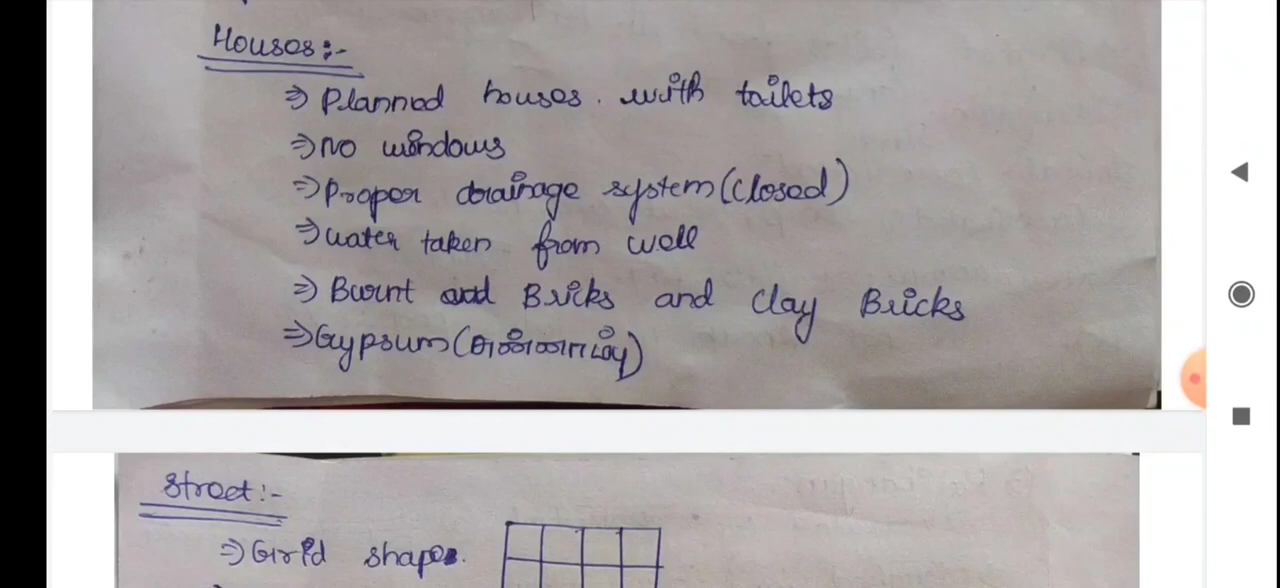 Houses:-
⇒ Planned houses. with toilets
⇒ No windows
⇒ Proper drainage system (closed)
⇒ water taken from well
⇒ Burnt Bricks and Clay Bricks
⇒ Gypsum (சுண்ணாம்பு)
Street:-
⇒ Grid shape.